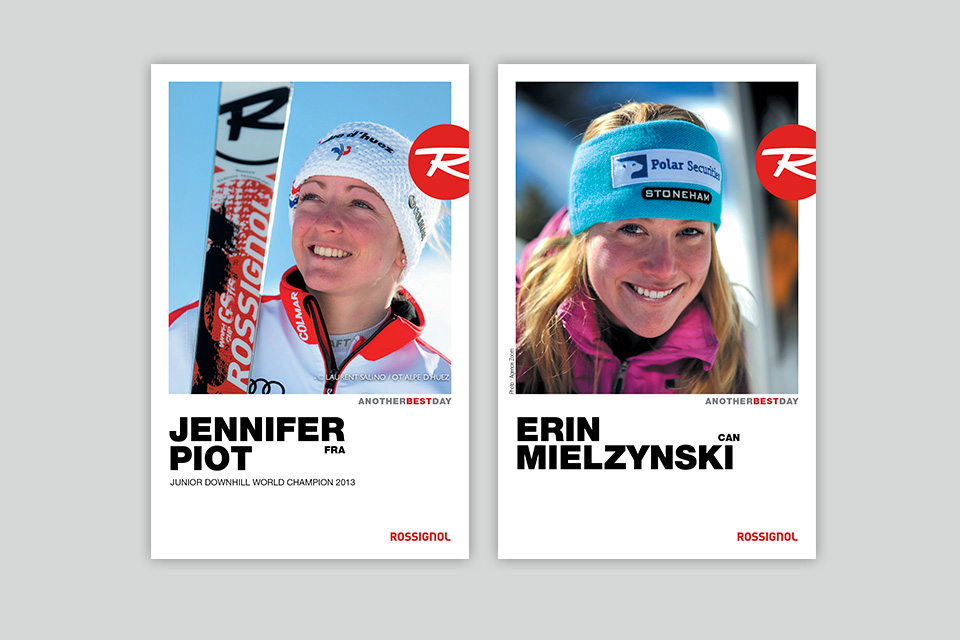 R
ROSSIGNOL
alpe d'huez
COLMAR
© LAURENT SALINO / OT ALPE D'HUEZ
R
ANOTHERBESTDAY
JENNIFER
PIOT
FRA
JUNIOR DOWNHILL WORLD CHAMPION 2013
ROSSIGNOL
Polar Securities
STONEHAM
R
Photo : Agence Zoom
ANOTHERBESTDAY
ERIN
MIELZYNSKI
CAN
ROSSIGNOL